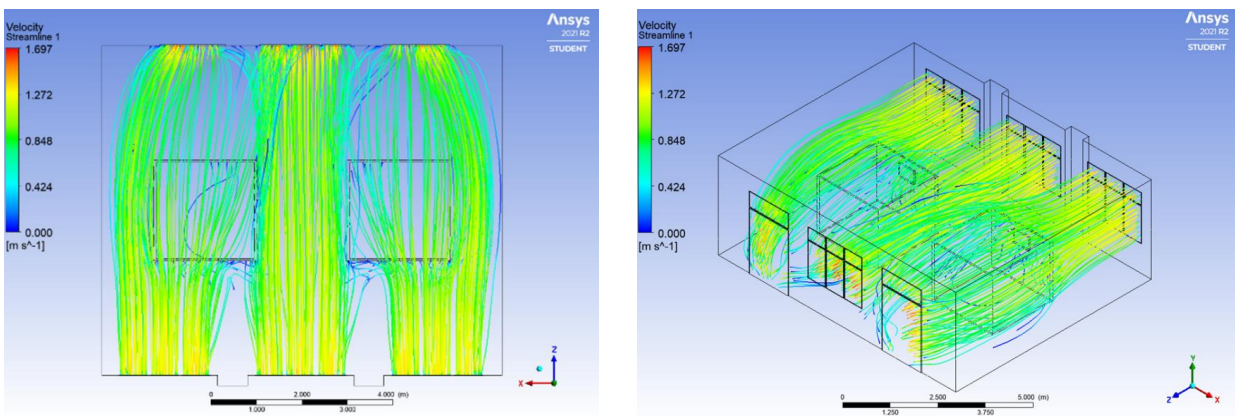 Velocity
Streamline 1
1.697
1.272
0.848
0.424
0.000
[m s^-1]
Ansys
2021 R2
STUDENT
Z
X
0
2.000
4.000 (m)
1.000
3.000
Velocity
Streamline 1
1.697
1.272
0.848
0.424
0.000
[m s^-1]
Ansys
2021 R2
STUDENT
Y
Z
X
0
2.500
5.000 (m)
1.250
3.750